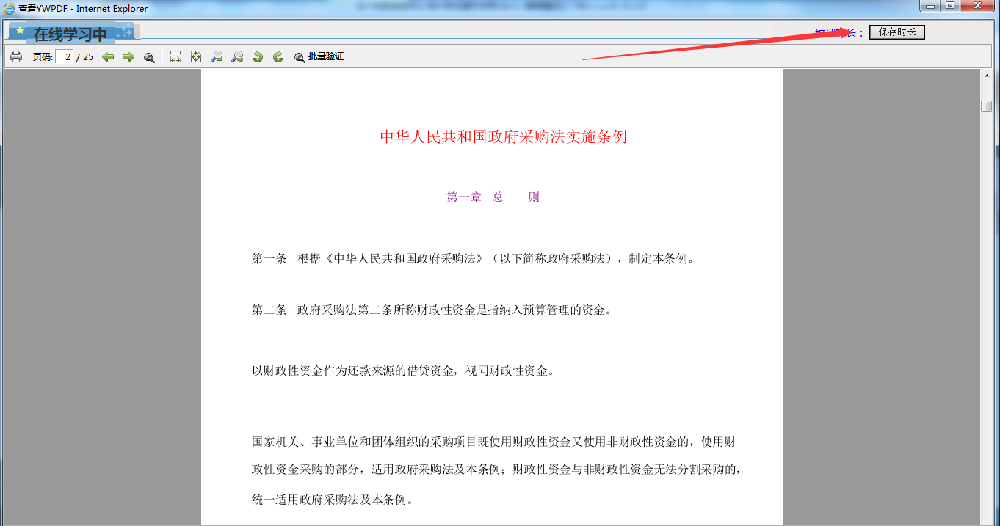 查看YWPDF - Internet Explorer
在线学习中
培训时长： 保存时长
页码: 2 / 25 批量验证
中华人民共和国政府采购法实施条例
第一章 总 则
第一条 根据《中华人民共和国政府采购法》（以下简称政府采购法），制定本条例。
第二条 政府采购法第二条所称财政性资金是指纳入预算管理的资金。
以财政性资金作为还款来源的借贷资金，视同财政性资金。
国家机关、事业单位和团体组织的采购项目既使用财政性资金又使用非财政性资金的，使用财
政性资金采购的部分，适用政府采购法及本条例；财政性资金与非财政性资金无法分割采购的，
统一适用政府采购法及本条例。